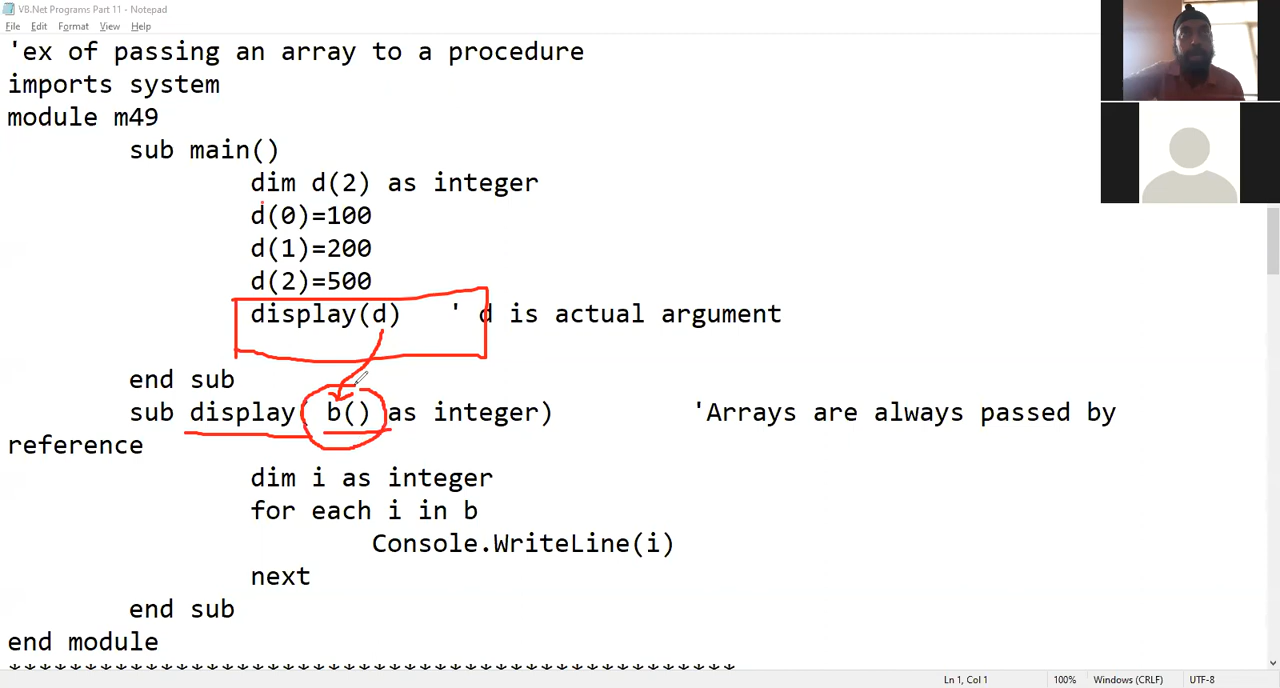 VB.Net Programs Part 11 - Notepad
File Edit Format View Help
'ex of passing an array to a procedure
imports system
module m49
sub main()
dim d(2) as integer
d(0)=100
d(1)=200
d(2)=500
display(d) ' d is actual argument
end sub
sub display b() as integer) 'Arrays are always passed by
reference
dim i as integer
for each i in b
Console.WriteLine(i)
next
end sub
end module
************************************************
Ln 1, Col 1 100% Windows (CRLF) UTF-8